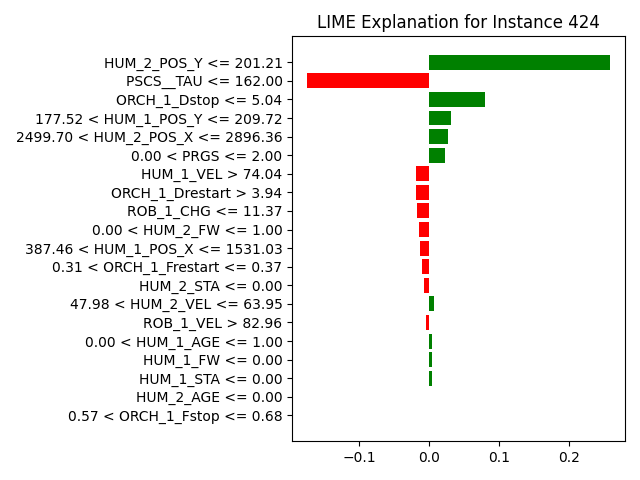 LIME Explanation for Instance 424
HUM_2_POS_Y <= 201.21
PSCS__TAU <= 162.00
ORCH_1_Dstop <= 5.04
177.52 < HUM_1_POS_Y <= 209.72
2499.70 < HUM_2_POS_X <= 2896.36
0.00 < PRGS <= 2.00
HUM_1_VEL > 74.04
ORCH_1_Drestart > 3.94
ROB_1_CHG <= 11.37
0.00 < HUM_2_FW <= 1.00
387.46 < HUM_1_POS_X <= 1531.03
0.31 < ORCH_1_Frestart <= 0.37
HUM_2_STA <= 0.00
47.98 < HUM_2_VEL <= 63.95
ROB_1_VEL > 82.96
0.00 < HUM_1_AGE <= 1.00
HUM_1_FW <= 0.00
HUM_1_STA <= 0.00
HUM_2_AGE <= 0.00
0.57 < ORCH_1_Fstop <= 0.68
−0.1 0.0 0.1 0.2